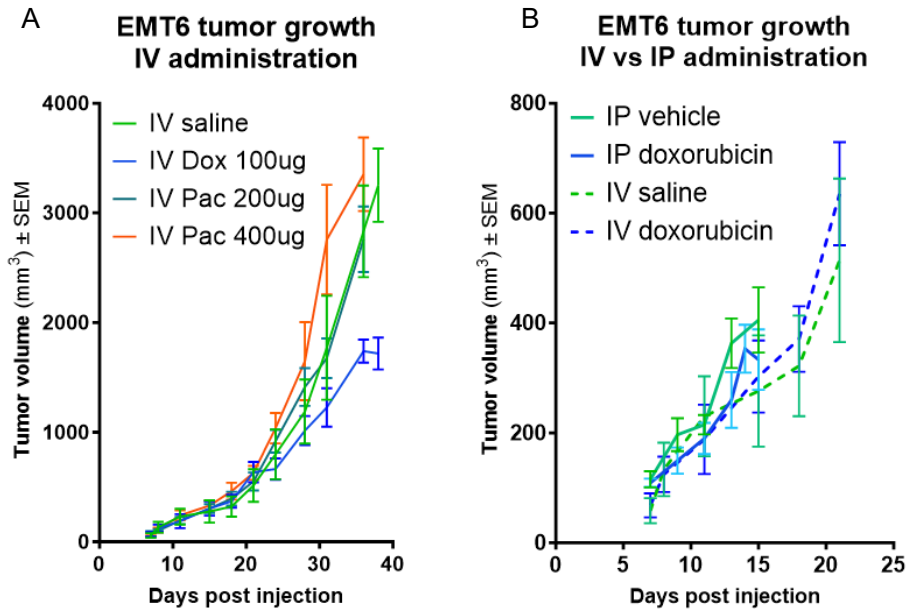 A
EMT6 tumor growth
IV administration
Tumor volume (mm³) ± SEM
4000
3000
2000
1000
0
IV saline
IV Dox 100ug
IV Pac 200ug
IV Pac 400ug
0
10
20
30
40
Days post injection
B
EMT6 tumor growth
IV vs IP administration
Tumor volume (mm³) ± SEM
800
600
400
200
0
IP vehicle
IP doxorubicin
IV saline
IV doxorubicin
0
5
10
15
20
25
Days post injection